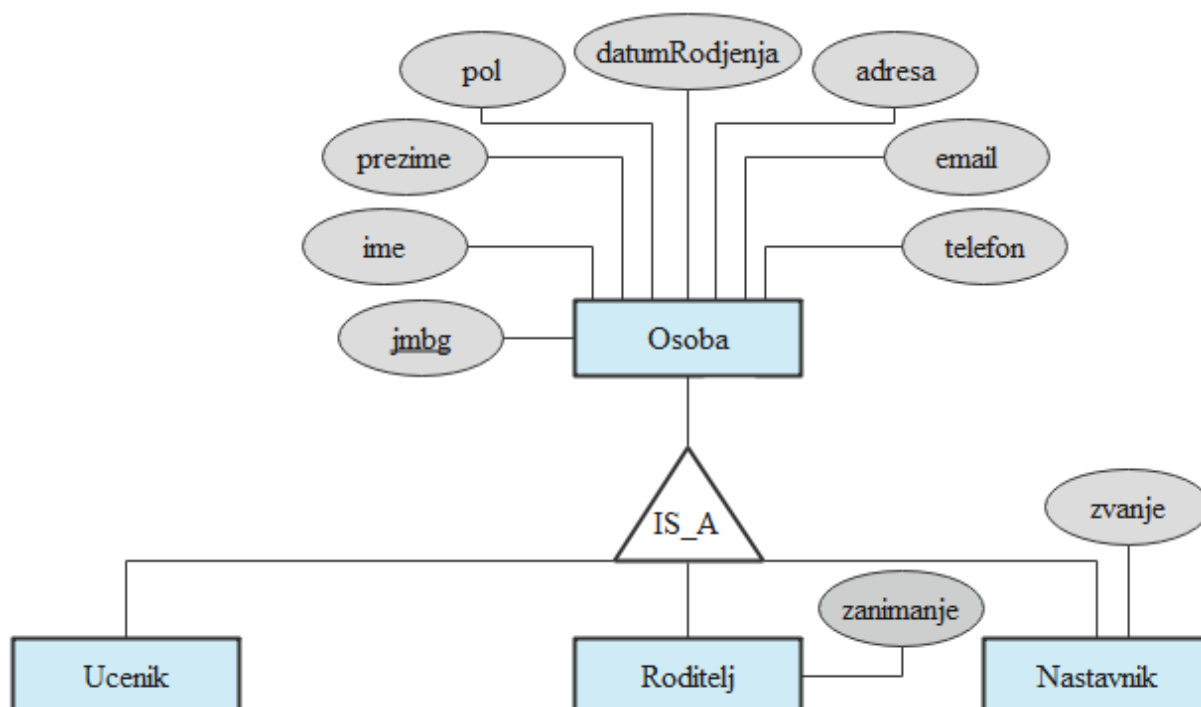 datumRodjenja
pol
adresa
prezime
email
ime
telefon
jmbg
Osoba
IS_A
zvanje
zanimanje
Ucenik
Roditelj
Nastavnik